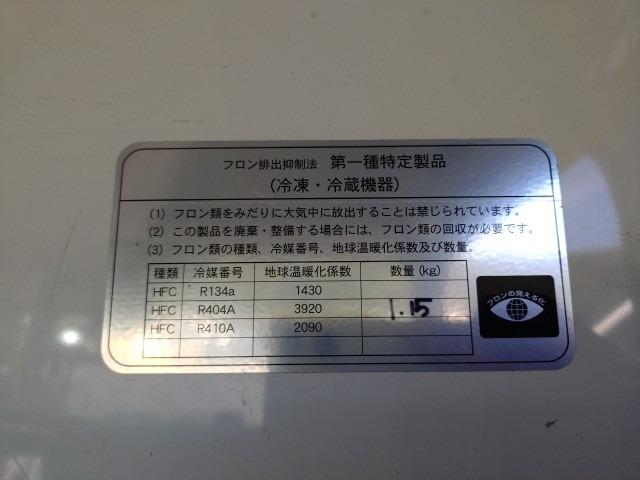 フロン排出抑制法 第一種特定製品
(冷凍・冷蔵機器)
(1) フロン類をみだりに大気中に放出することは禁じられています。
(2) この製品を廃棄・整備する場合には、フロン類の回収が必要です。
(3) フロン類の種類、冷媒番号、地球温暖化係数及び数量。
種類 冷媒番号 地球温暖化係数 数量 (kg)
HFC R134a 1430
HFC R404A 3920 1.15
HFC R410A 2090
フロンの見える化